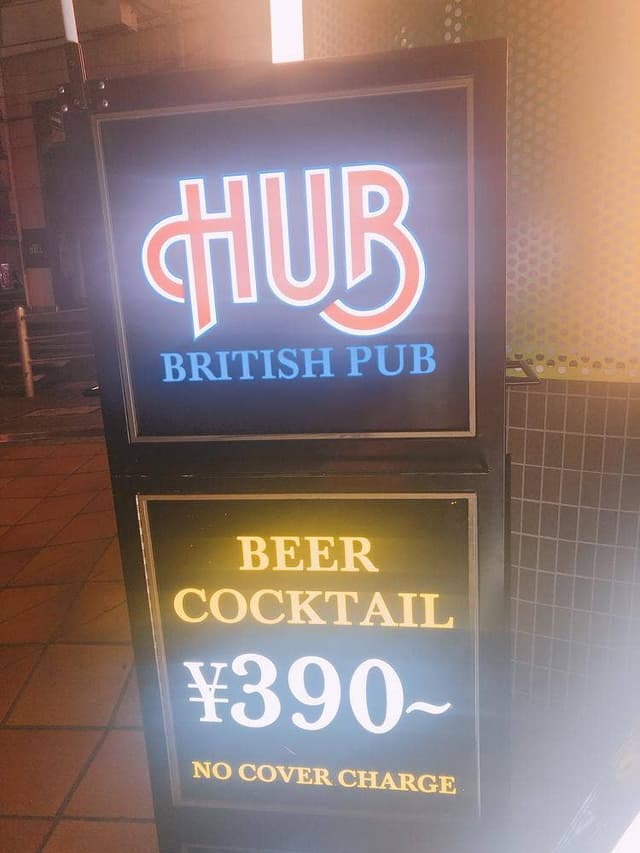 HUB
BRITISH PUB
BEER
COCKTAIL
¥390~
NO COVER CHARGE